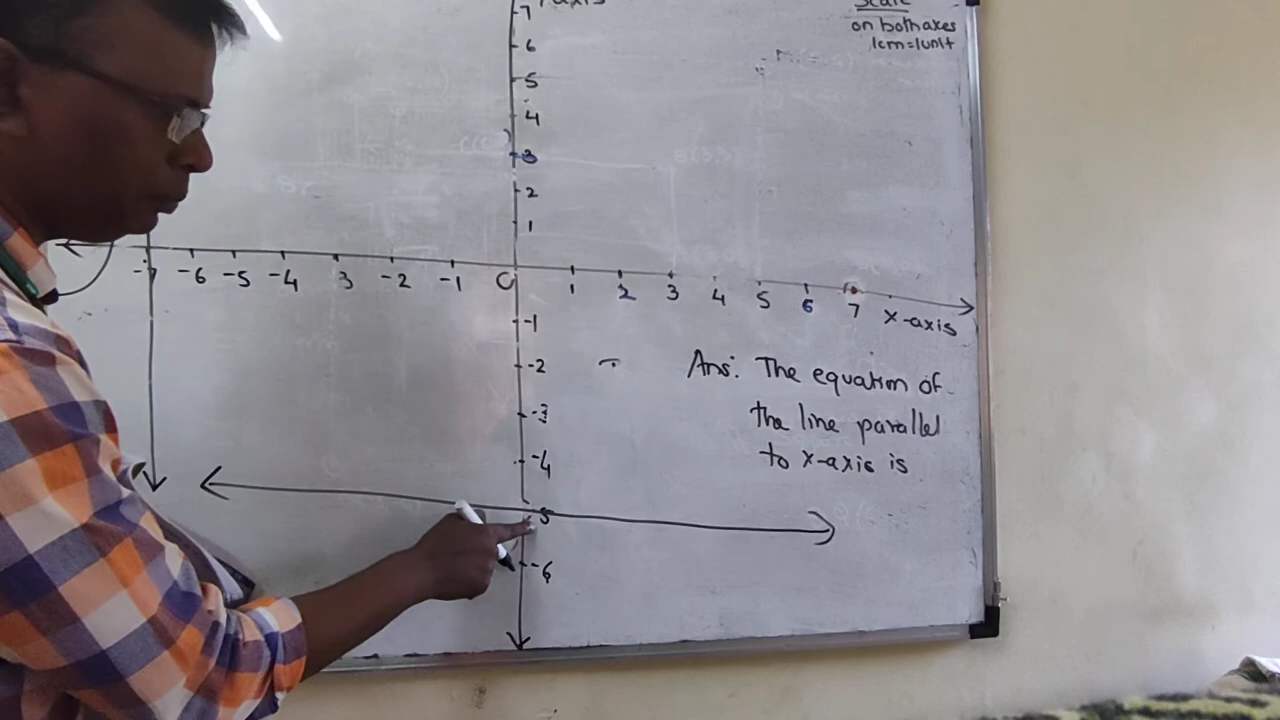 Scale
on both axes
1cm=1unit
7
6
5
4
3
2
1
-7 -6 -5 -4 3 -2 -1 O 1 2 3 4 5 6 7 X-axis
-1
-2
-3
-4
5
-6
Ans: The equation of
the line parallel
to x-axis is